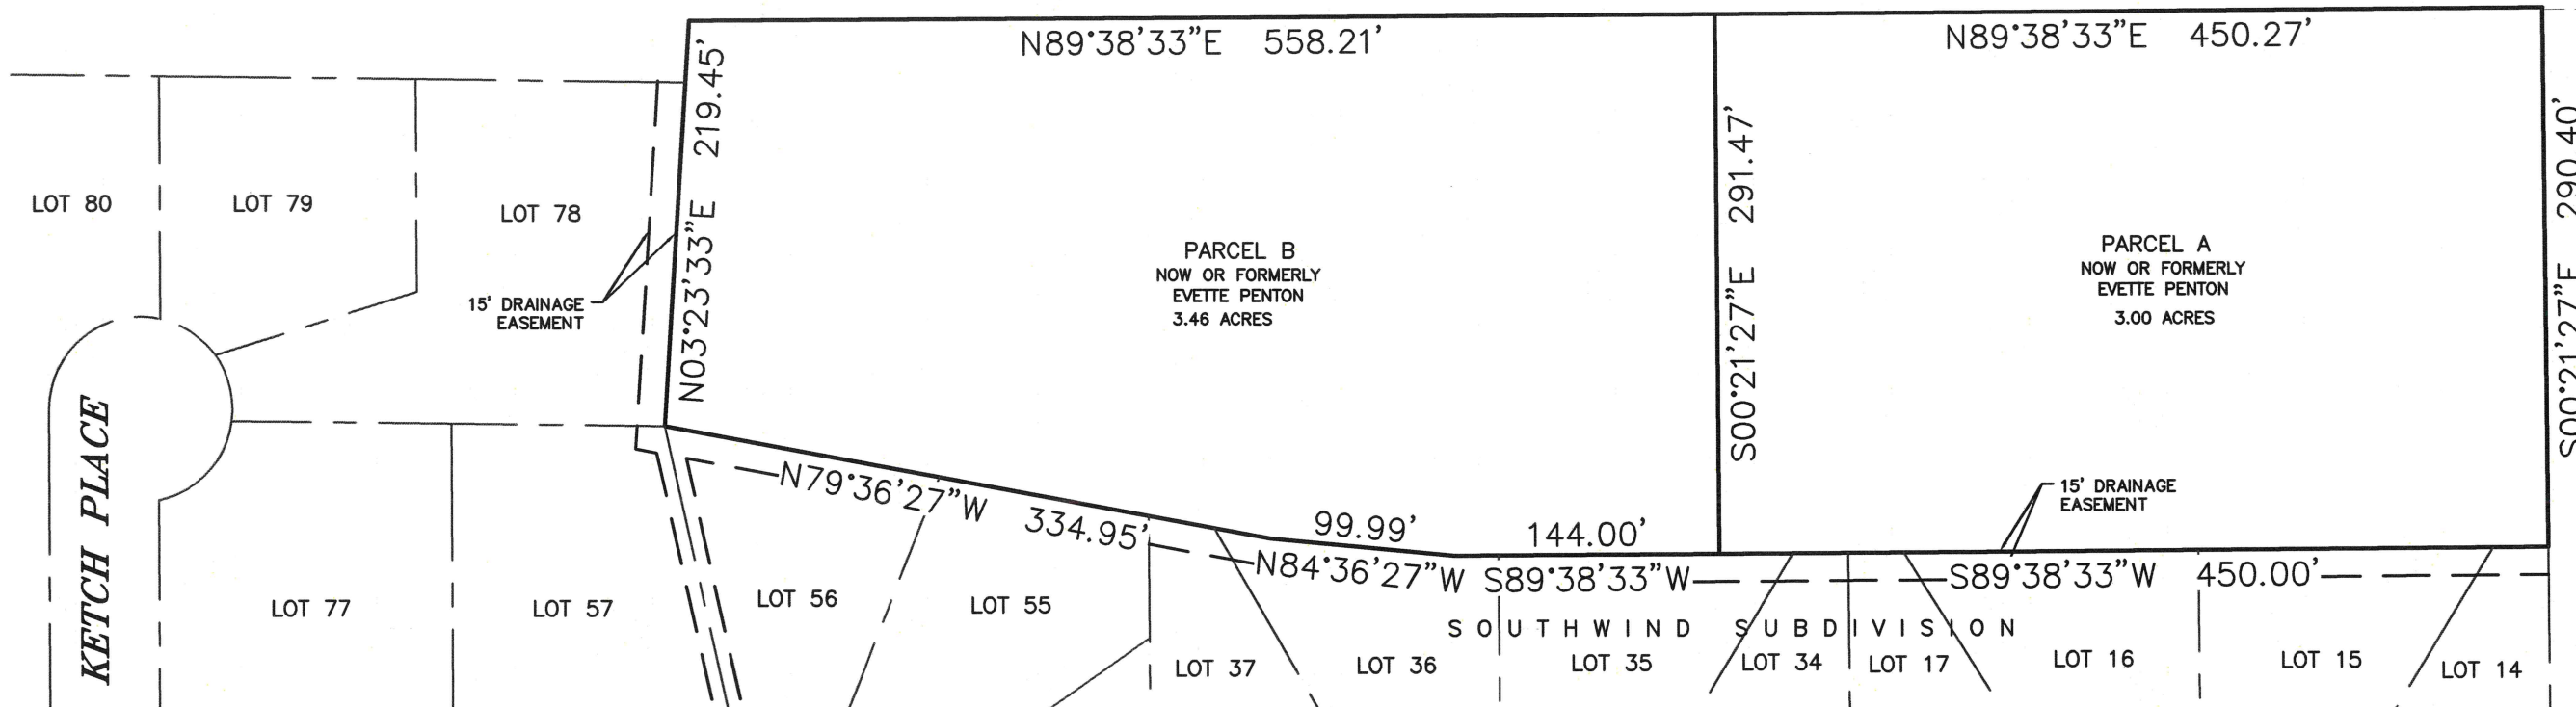 N89°38'33"E 558.21'
N89°38'33"E 450.27'
N03°23'33"E 219.45'
S00°21'27"E 291.47'
S00°21'27"E 290.40'
LOT 80
LOT 79
LOT 78
15' DRAINAGE
EASEMENT
PARCEL B
NOW OR FORMERLY
EVETTE PENTON
3.46 ACRES
PARCEL A
NOW OR FORMERLY
EVETTE PENTON
3.00 ACRES
KETCH PLACE
N79°36'27"W 334.95'
99.99'
144.00'
15' DRAINAGE
EASEMENT
N84°36'27"W
S89°38'33"W
S89°38'33"W 450.00'
SOUTHWIND SUBDIVISION
LOT 77
LOT 57
LOT 56
LOT 55
LOT 37
LOT 36
LOT 35
LOT 34
LOT 17
LOT 16
LOT 15
LOT 14